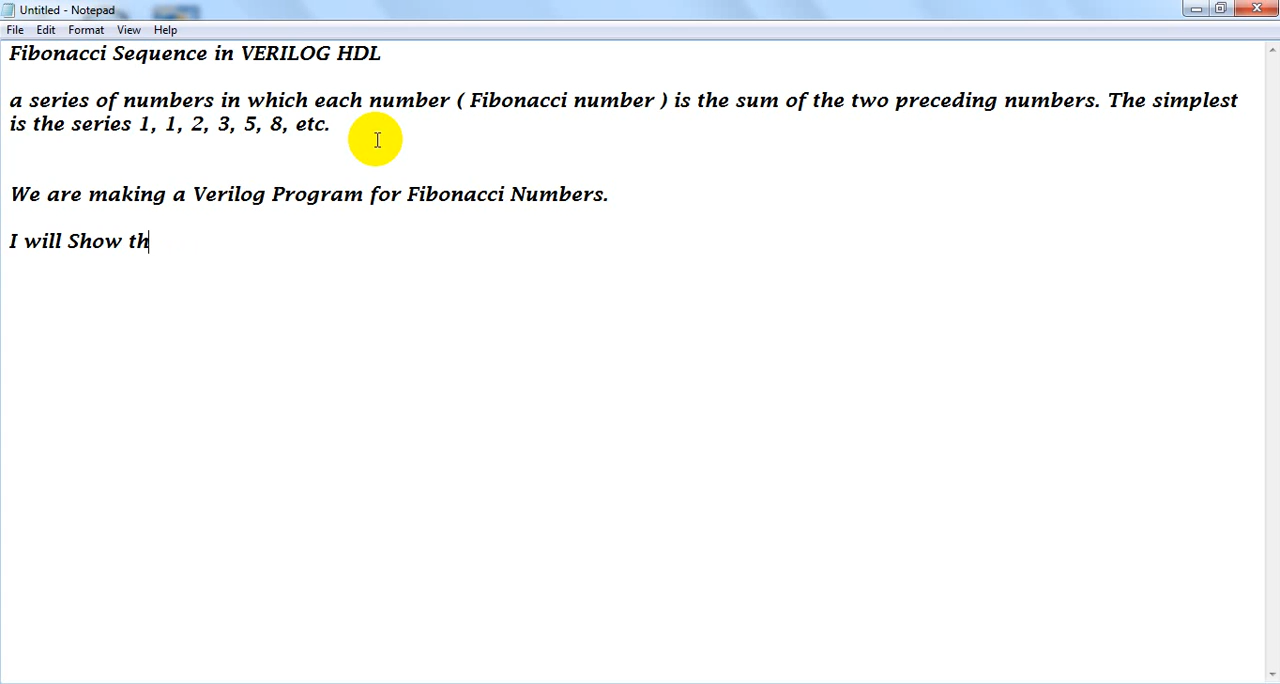 Untitled - Notepad
File Edit Format View Help
Fibonacci Sequence in VERILOG HDL
a series of numbers in which each number ( Fibonacci number ) is the sum of the two preceding numbers. The simplest
is the series 1, 1, 2, 3, 5, 8, etc.
We are making a Verilog Program for Fibonacci Numbers.
I will Show th